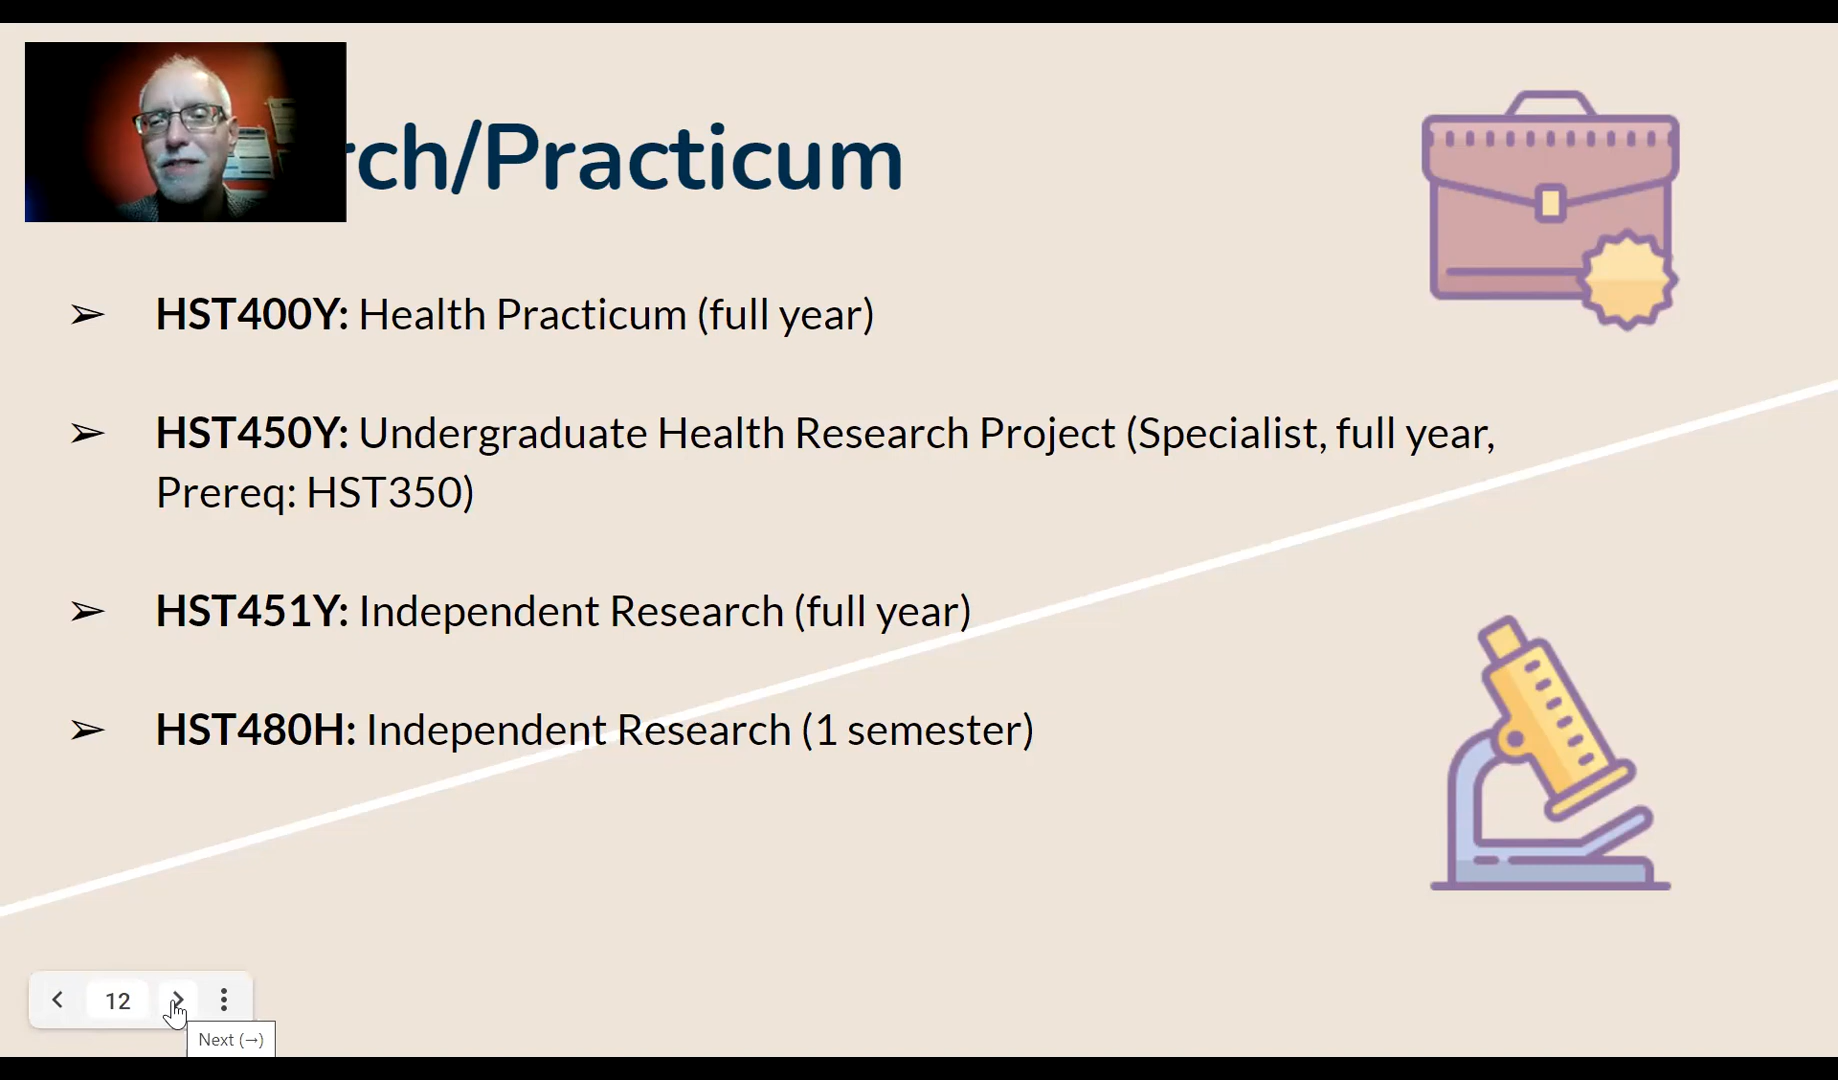 rch/Practicum
➢ HST400Y: Health Practicum (full year)
➢ HST450Y: Undergraduate Health Research Project (Specialist, full year,
Prereq: HST350)
➢ HST451Y: Independent Research (full year)
➢ HST480H: Independent Research (1 semester)
12
Next (→)